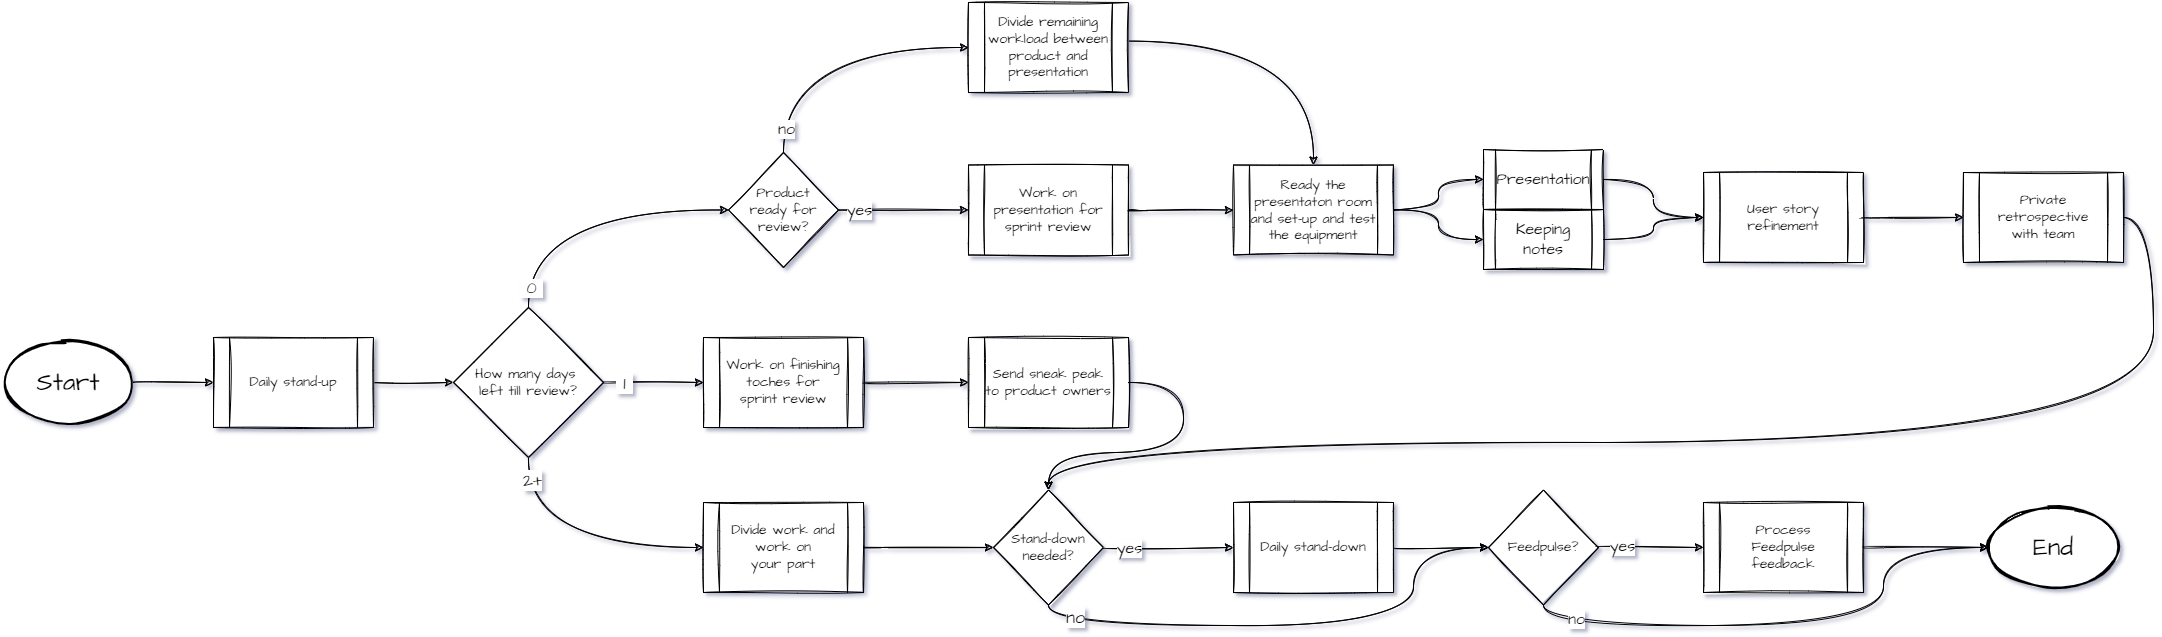 Divide remaining
workload between
product and
presentation
no
Product
ready for
review?
yes
Work on
presentation for
sprint review
Ready the
presentaton room
and set-up and test
the equipment
Presentation
Keeping
notes
User story
refinement
Private
retrospective
with team
0
Start
Daily stand-up
How many days
left till review?
1
Work on finishing
toches for
sprint review
Send sneak peak
to product owners
2+
Divide work and
work on
your part
Stand-down
needed?
yes
no
Daily stand-down
Feedpulse?
yes
no
Process
Feedpulse
feedback
End